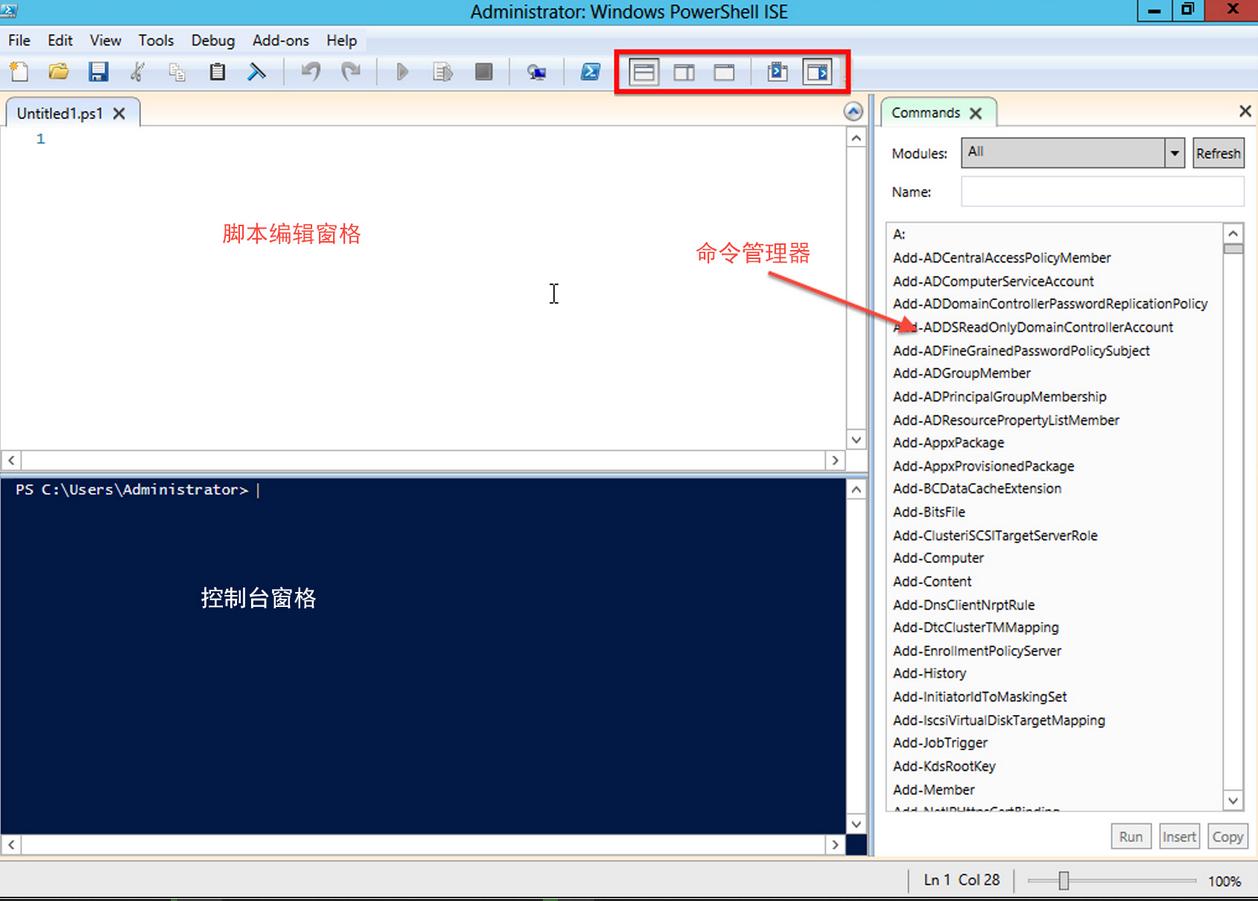 Administrator: Windows PowerShell ISE
File Edit View Tools Debug Add-ons Help
Untitled1.ps1
1
脚本编辑窗格
命令管理器
PS C:\Users\Administrator>
控制台窗格
Commands
Modules: All Refresh
Name:
A:
Add-ADCentralAccessPolicyMember
Add-ADComputerServiceAccount
Add-ADDomainControllerPasswordReplicationPolicy
Add-ADDSReadOnlyDomainControllerAccount
Add-ADFineGrainedPasswordPolicySubject
Add-ADGroupMember
Add-ADPrincipalGroupMembership
Add-ADResourcePropertyListMember
Add-AppxPackage
Add-AppxProvisionedPackage
Add-BCDataCacheExtension
Add-BitsFile
Add-ClusteriSCSITargetServerRole
Add-Computer
Add-Content
Add-DnsClientNrptRule
Add-DtcClusterTMMapping
Add-EnrollmentPolicyServer
Add-History
Add-InitiatorIdToMaskingSet
Add-IscsiVirtualDiskTargetMapping
Add-JobTrigger
Add-KdsRootKey
Add-Member
Add-NetIPHttpsCertBinding
Run Insert Copy
Ln 1 Col 28 100%